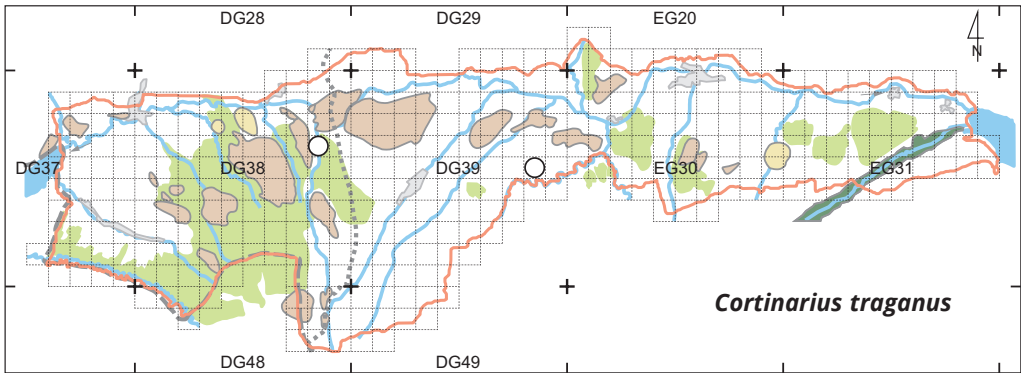 DG28 DG29 EG20
N
DG37 DG38 DG39 EG30 EG31
Cortinarius traganus
DG48 DG49